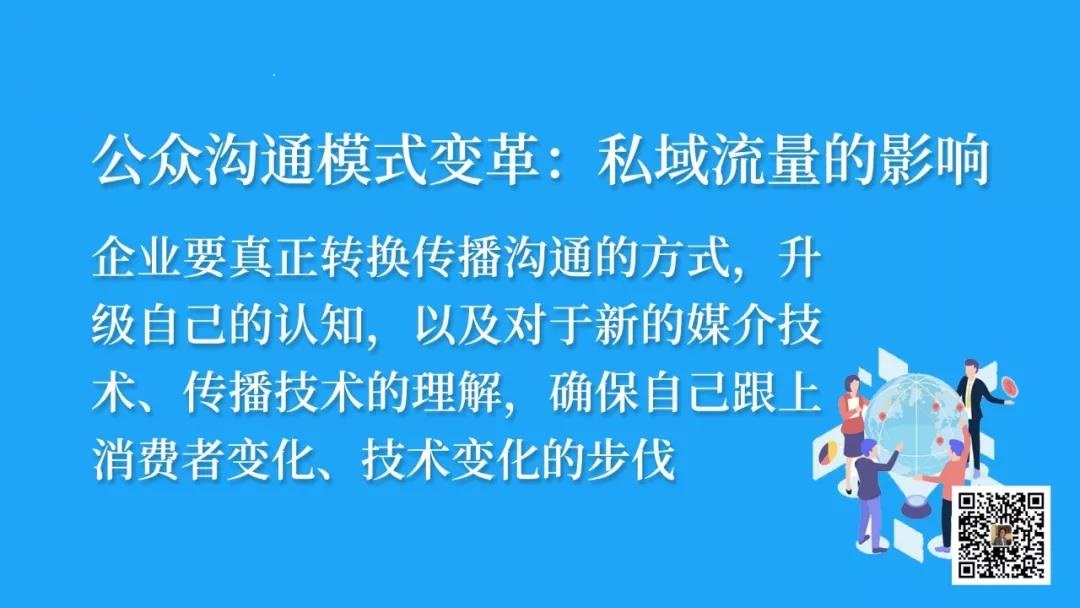 公众沟通模式变革：私域流量的影响
企业要真正转换传播沟通的方式，升
级自己的认知，以及对于新的媒介技
术、传播技术的理解，确保自己跟上
消费者变化、技术变化的步伐